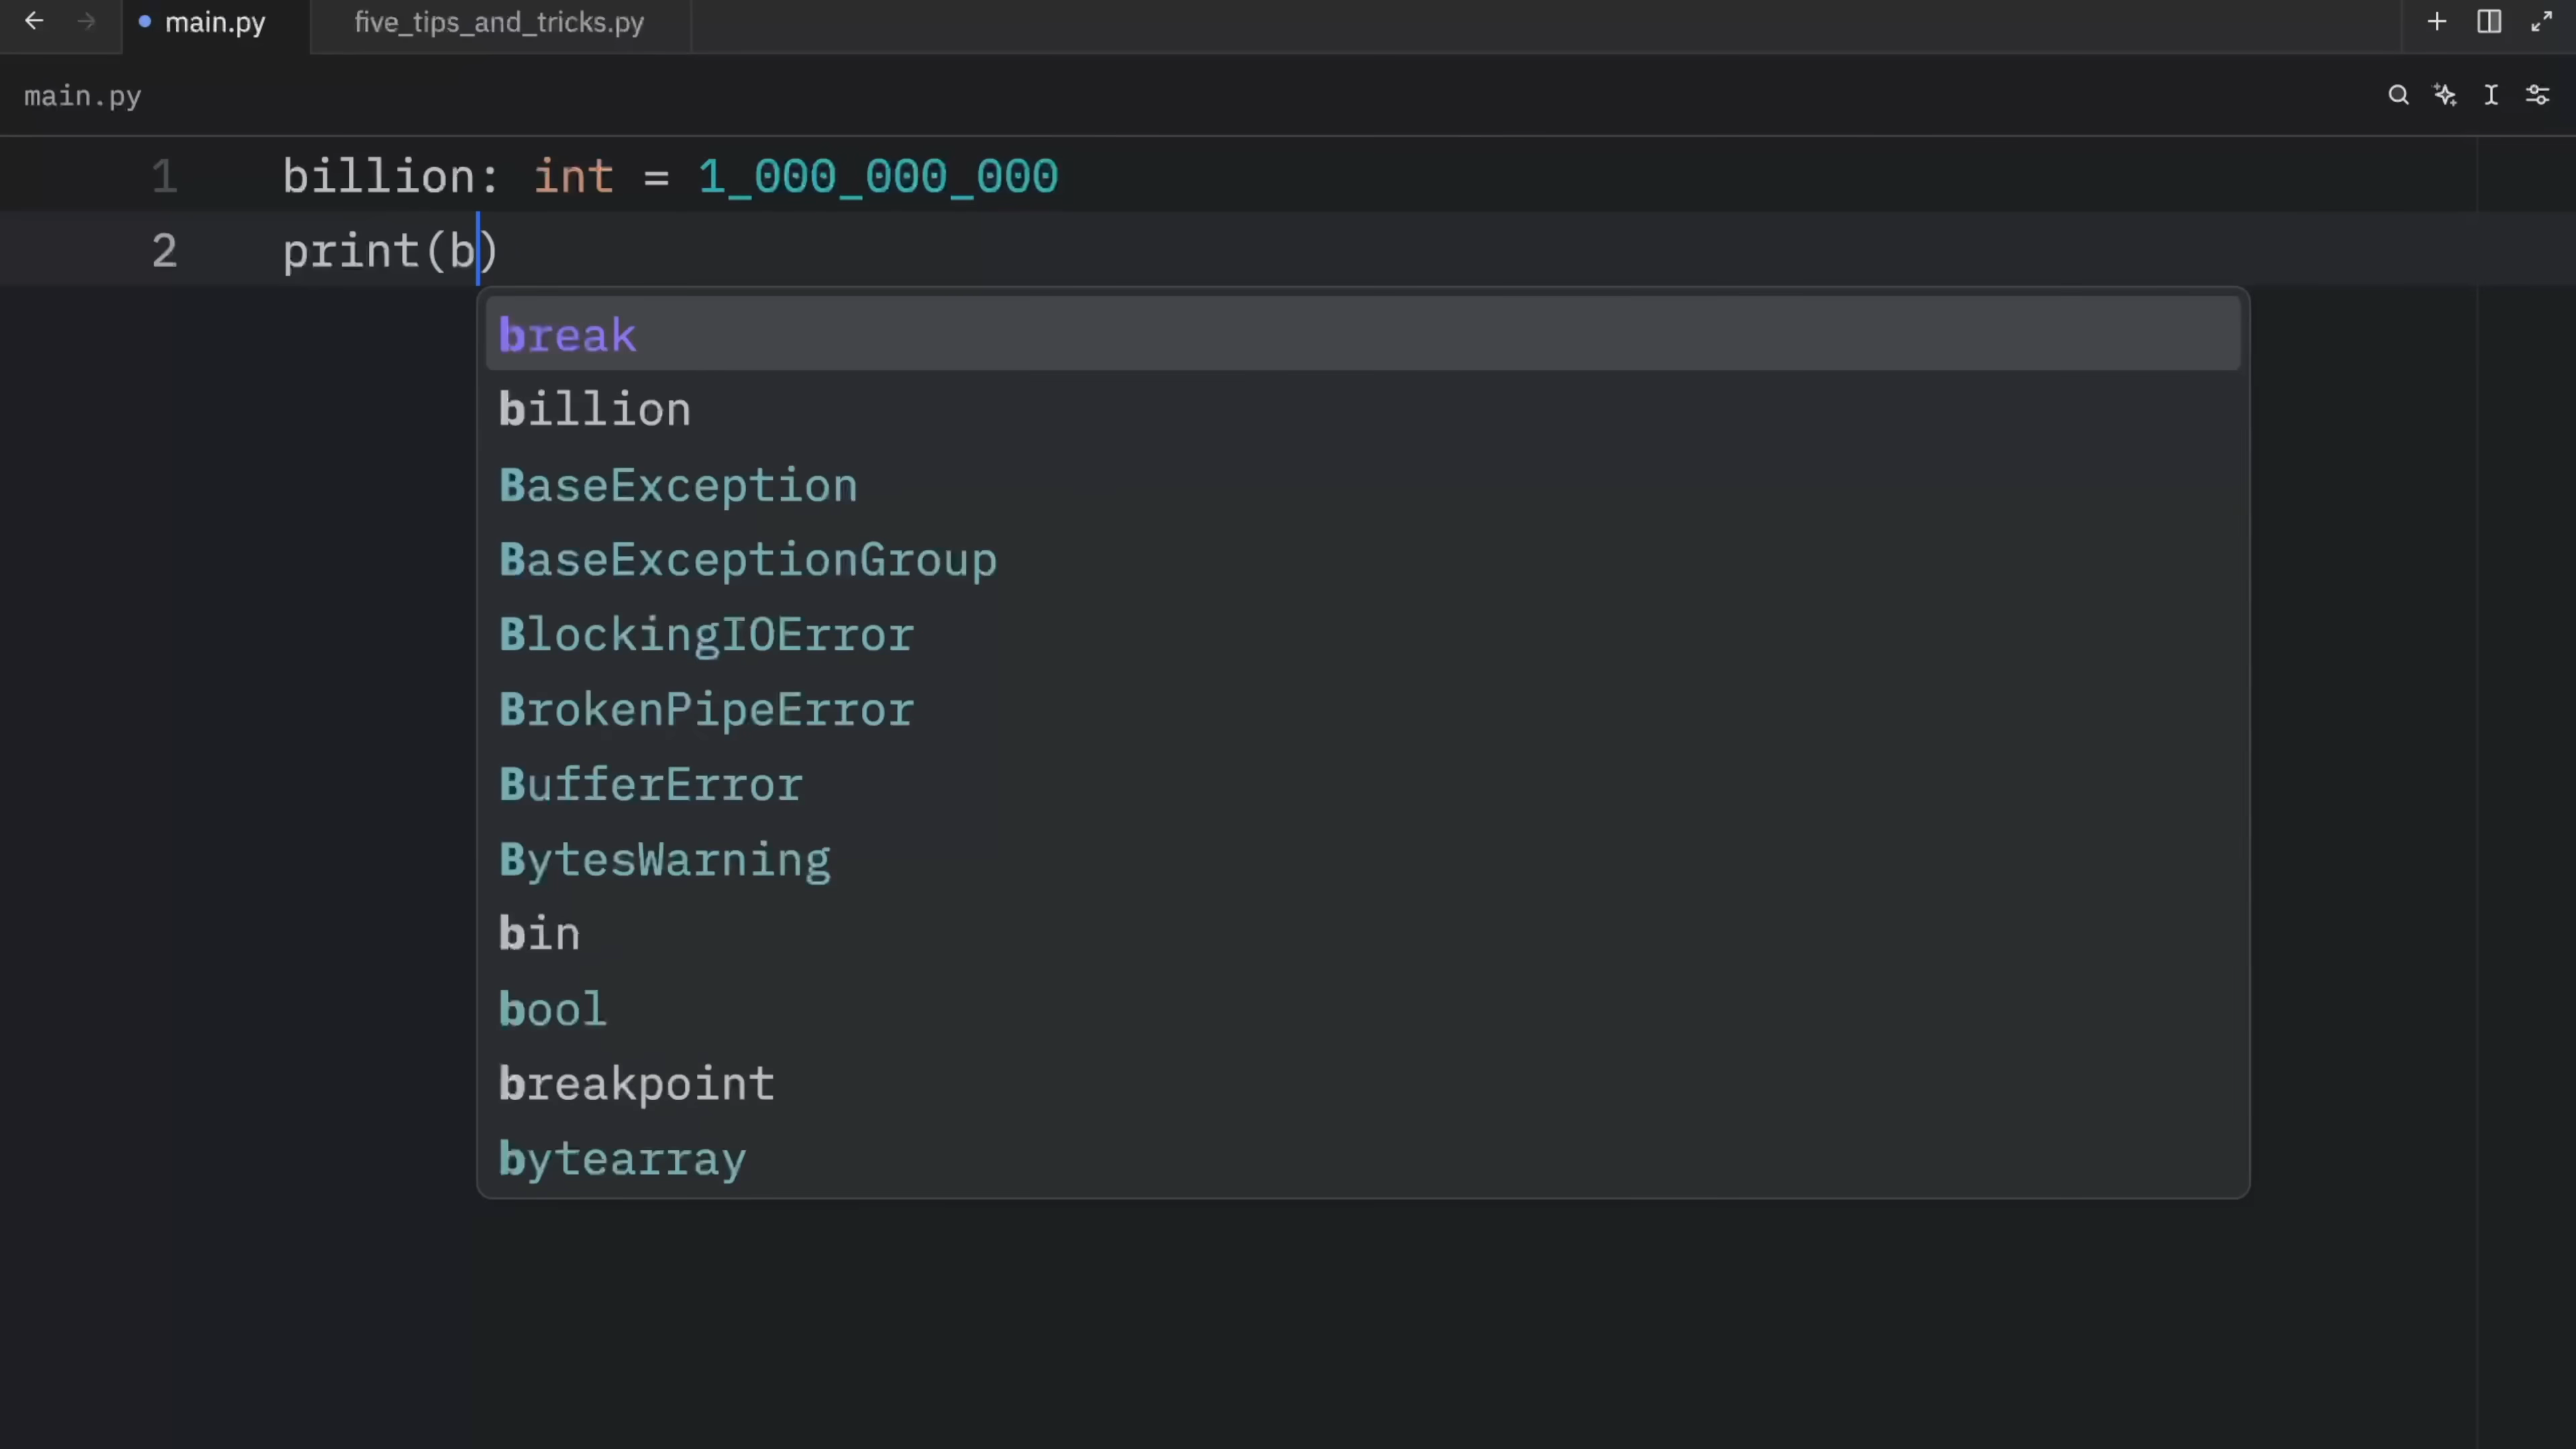 main.py
five_tips_and_tricks.py
main.py
1 billion: int = 1_000_000_000
2 print(b)
break
billion
BaseException
BaseExceptionGroup
BlockingIOError
BrokenPipeError
BufferError
BytesWarning
bin
bool
breakpoint
bytearray